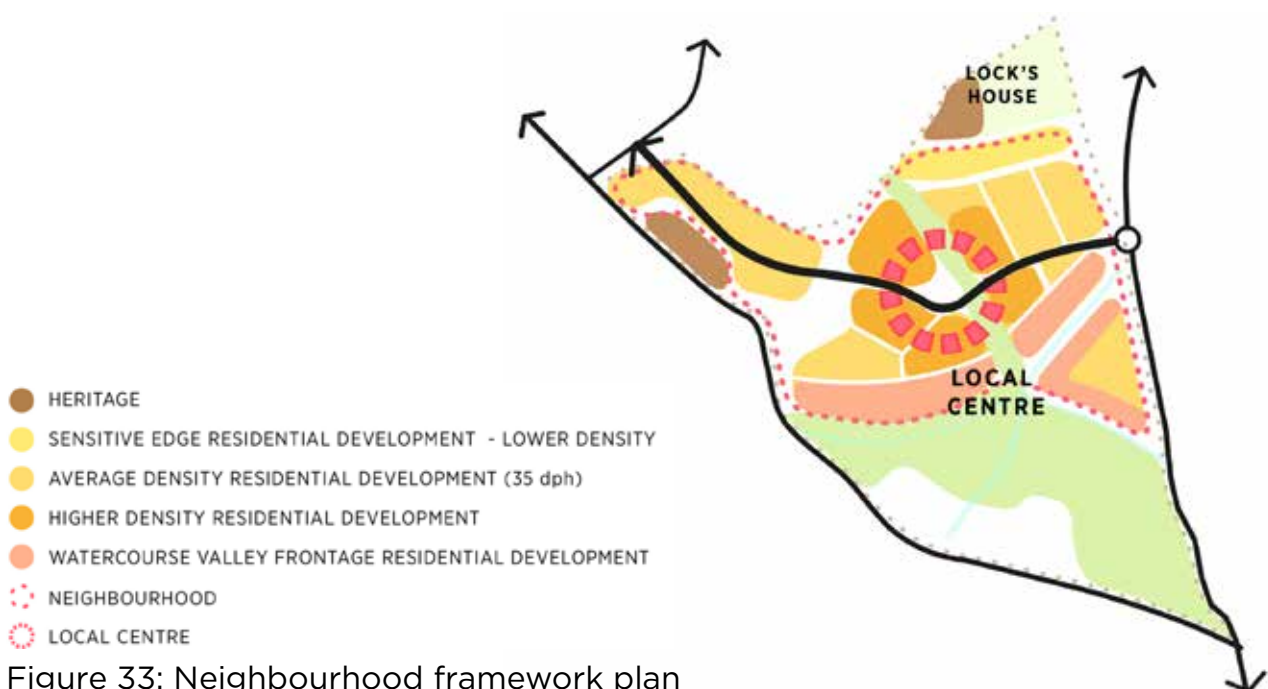 LOCK'S
HOUSE
LOCAL
CENTRE
HERITAGE
SENSITIVE EDGE RESIDENTIAL DEVELOPMENT - LOWER DENSITY
AVERAGE DENSITY RESIDENTIAL DEVELOPMENT (35 dph)
HIGHER DENSITY RESIDENTIAL DEVELOPMENT
WATERCOURSE VALLEY FRONTAGE RESIDENTIAL DEVELOPMENT
NEIGHBOURHOOD
LOCAL CENTRE
Figure 33: Neighbourhood framework plan